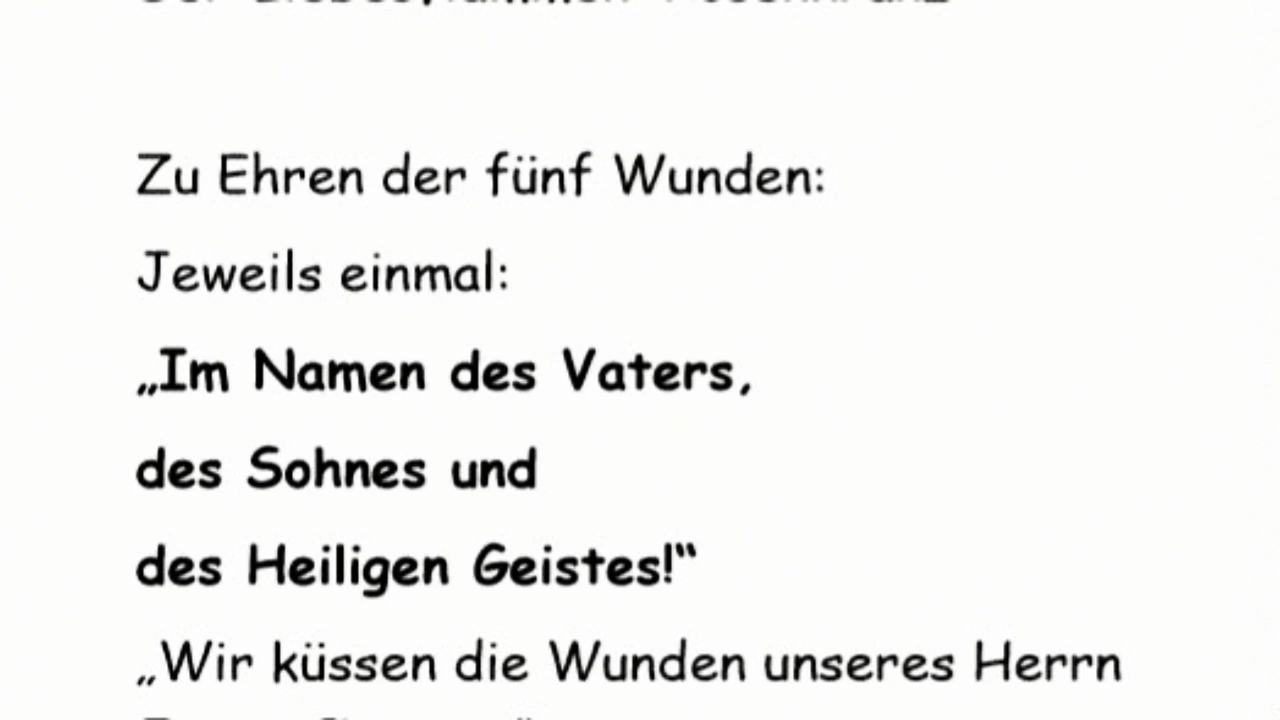 Zu Ehren der fünf Wunden:
Jeweils einmal:
„Im Namen des Vaters,
des Sohnes und
des Heiligen Geistes!“
„Wir küssen die Wunden unseres Herrn